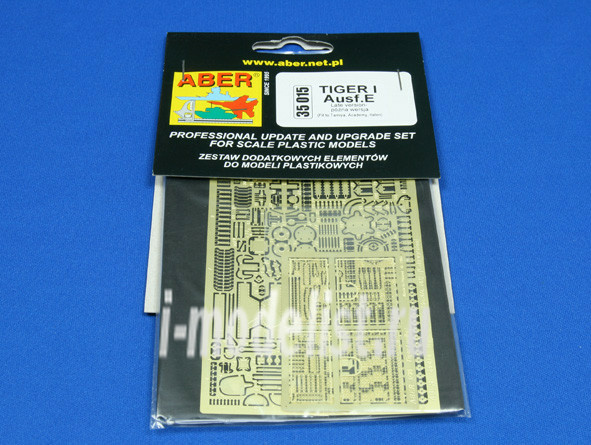 www.aber.net.pl
ABER®
SINCE 1995
35 015
TIGER I
Ausf.E
Late version
późna wersja
(Fit to Tamiya, Academy, Italeri)
PROFESSIONAL UPDATE AND UPGRADE SET
FOR SCALE PLASTIC MODELS
ZESTAW DODATKOWYCH ELEMENTÓW
DO MODELI PLASTIKOWYCH
i-modelist.ru